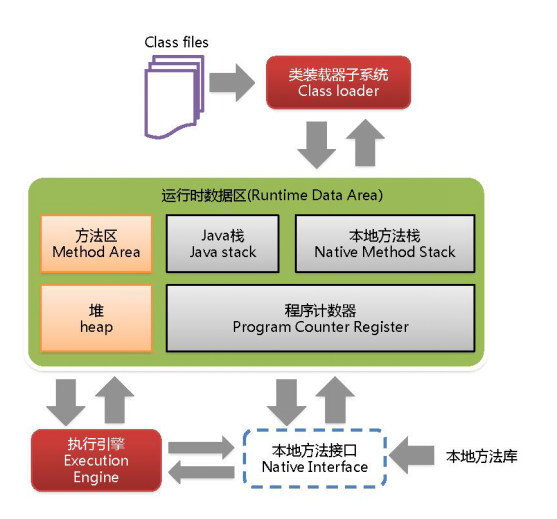 Class files
类装载器子系统
Class loader
运行时数据区(Runtime Data Area)
方法区
Method Area
Java栈
Java stack
本地方法栈
Native Method Stack
堆
heap
程序计数器
Program Counter Register
执行引擎
Execution
Engine
本地方法接口
Native Interface
本地方法库